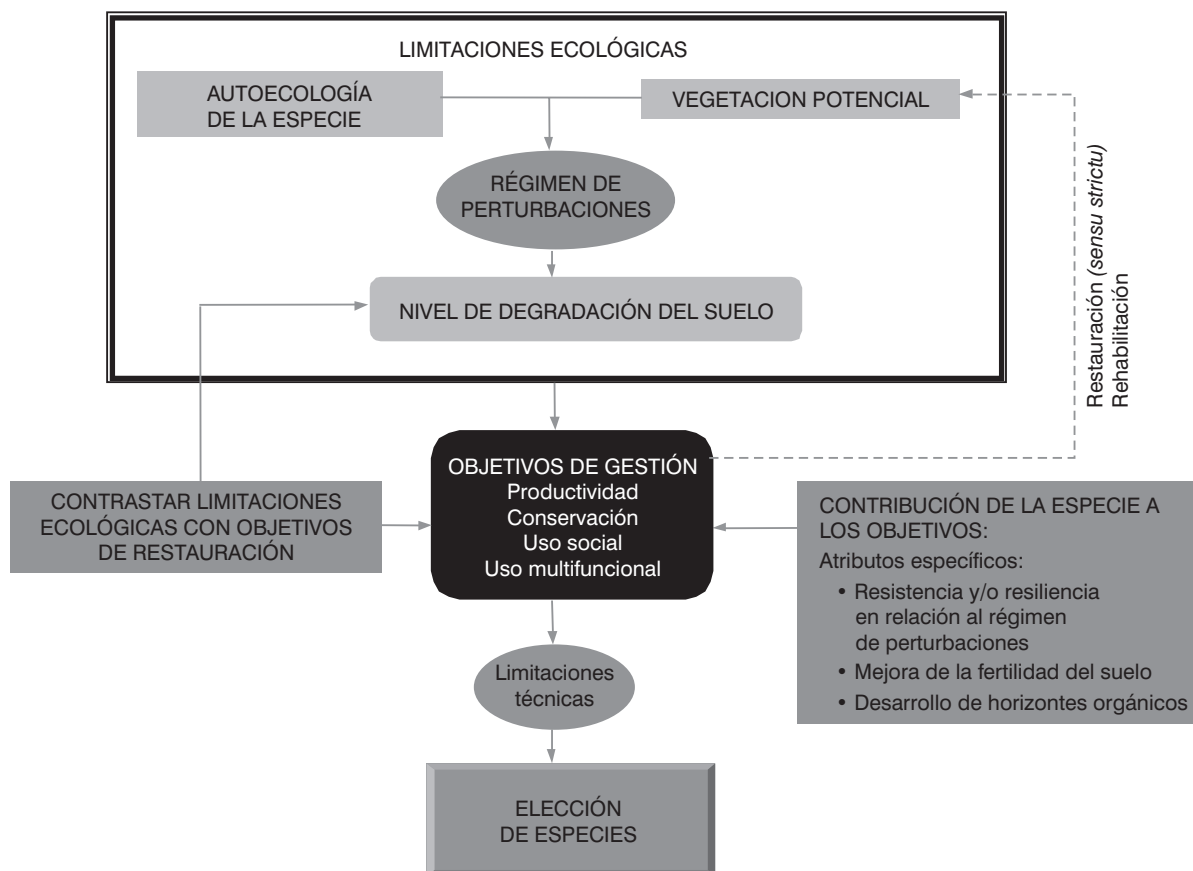 LIMITACIONES ECOLÓGICAS
AUTOECOLOGÍA
DE LA ESPECIE
VEGETACION POTENCIAL
RÉGIMEN DE
PERTURBACIONES
NIVEL DE DEGRADACIÓN DEL SUELO
Restauración (sensu strictu)
Rehabilitación
OBJETIVOS DE GESTIÓN
Productividad
Conservación
Uso social
Uso multifuncional
CONTRASTAR LIMITACIONES
ECOLÓGICAS CON OBJETIVOS
DE RESTAURACIÓN
CONTRIBUCIÓN DE LA ESPECIE A
LOS OBJETIVOS:
Atributos específicos:
• Resistencia y/o resiliencia
en relación al régimen
de perturbaciones
• Mejora de la fertilidad del suelo
• Desarrollo de horizontes orgánicos
Limitaciones
técnicas
ELECCIÓN
DE ESPECIES